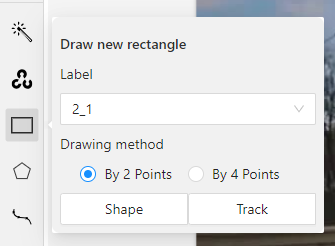 Draw new rectangle
Label
2_1
Drawing method
By 2 Points By 4 Points
Shape Track